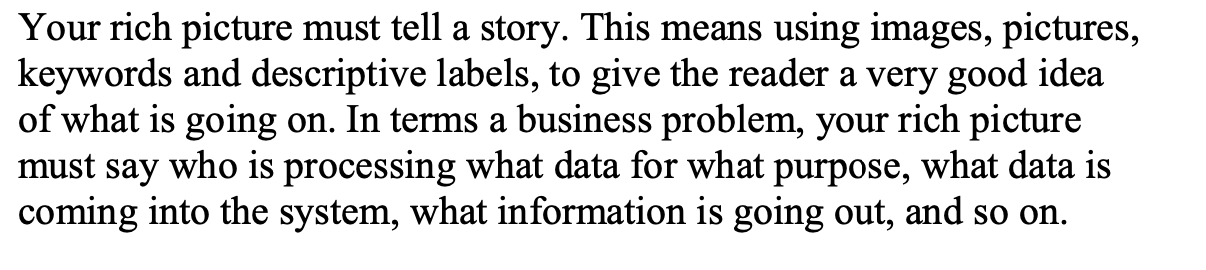 Your rich picture must tell a story. This means using images, pictures,
keywords and descriptive labels, to give the reader a very good idea
of what is going on. In terms a business problem, your rich picture
must say who is processing what data for what purpose, what data is
coming into the system, what information is going out, and so on.